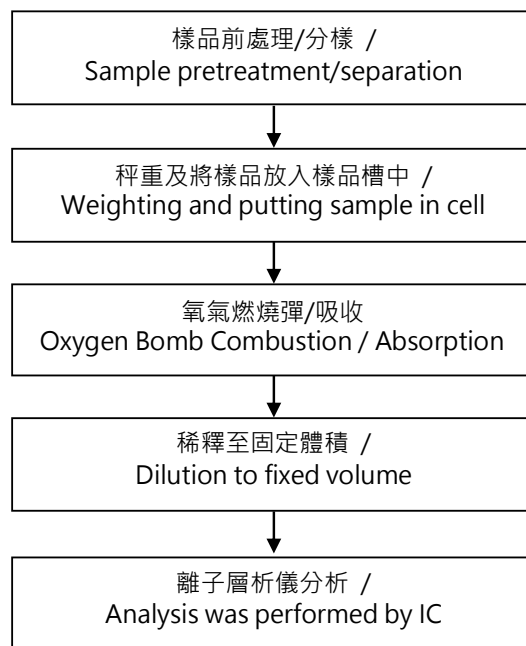 樣品前處理/分樣 /
Sample pretreatment/separation
秤重及將樣品放入樣品槽中 /
Weighting and putting sample in cell
氧氣燃燒彈/吸收
Oxygen Bomb Combustion / Absorption
稀釋至固定體積 /
Dilution to fixed volume
離子層析儀分析 /
Analysis was performed by IC